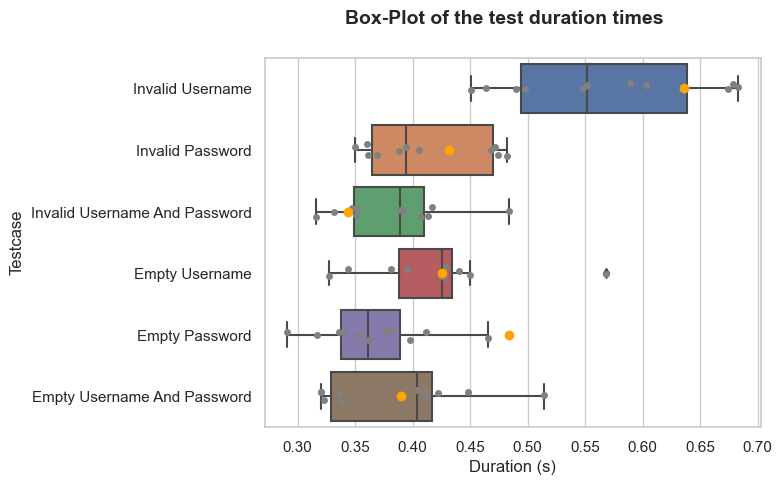 Box-Plot of the test duration times
Testcase
Invalid Username
Invalid Password
Invalid Username And Password
Empty Username
Empty Password
Empty Username And Password
0.30 0.35 0.40 0.45 0.50 0.55 0.60 0.65 0.70
Duration (s)